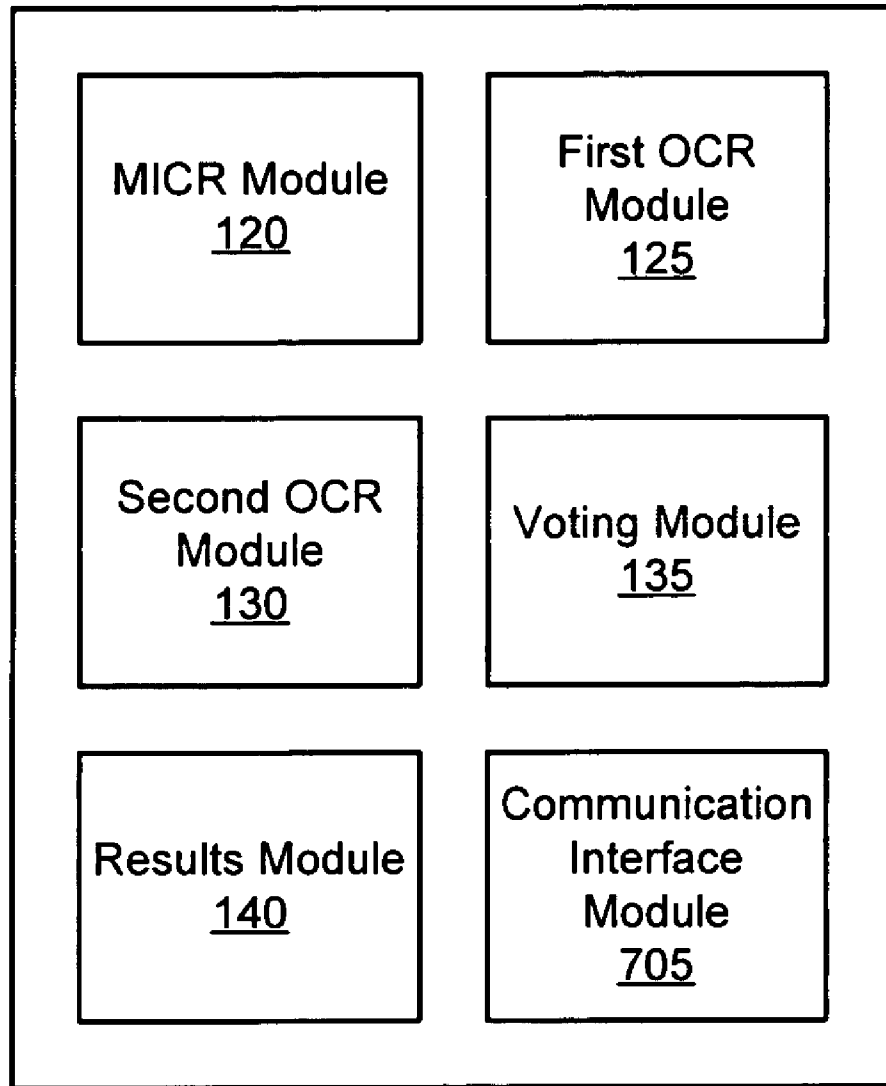 MICR Module
120
First OCR
Module
125
Second OCR
Module
130
Voting Module
135
Results Module
140
Communication
Interface
Module
705